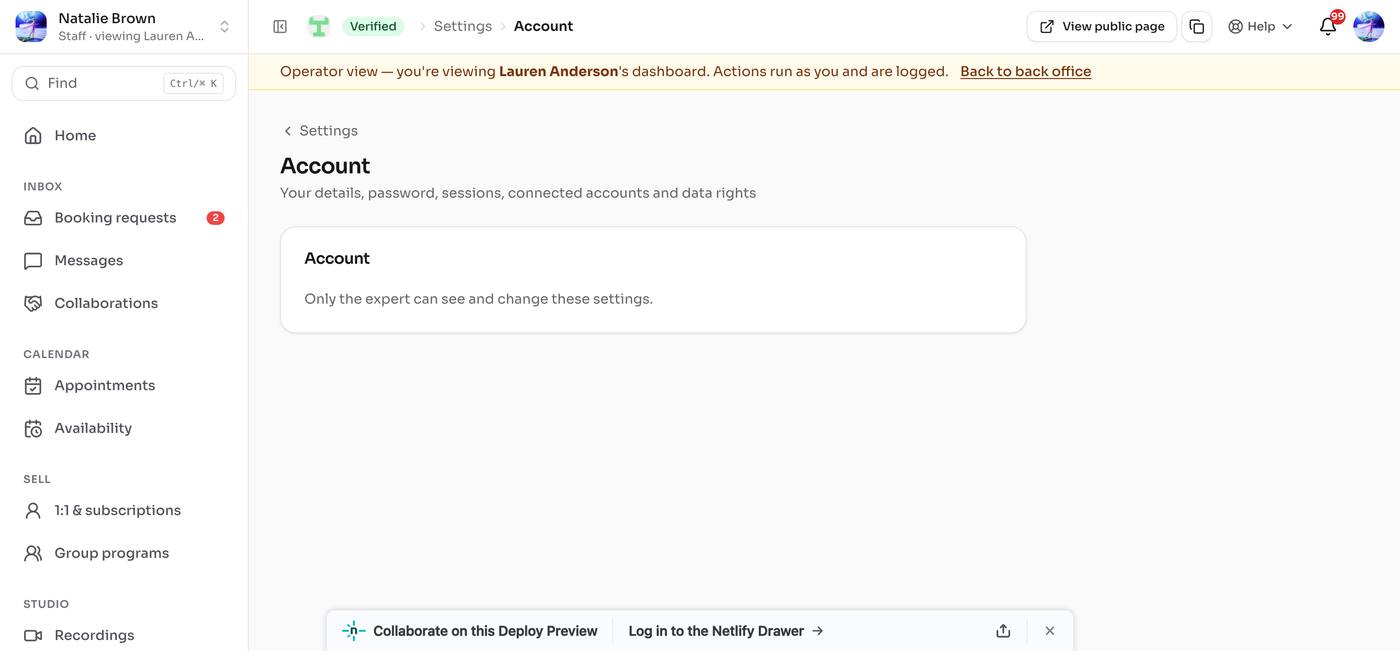 Natalie Brown
Staff · viewing Lauren A...
Find
Ctrl/⌘ K
Home
INBOX
Booking requests 2
Messages
Collaborations
CALENDAR
Appointments
Availability
SELL
1:1 & subscriptions
Group programs
STUDIO
Recordings
Verified
Settings
Account
View public page
Help
99
Operator view — you're viewing Lauren Anderson's dashboard. Actions run as you and are logged. Back to back office
Settings
Account
Your details, password, sessions, connected accounts and data rights
Account
Only the expert can see and change these settings.
n
Collaborate on this Deploy Preview
Log in to the Netlify Drawer →